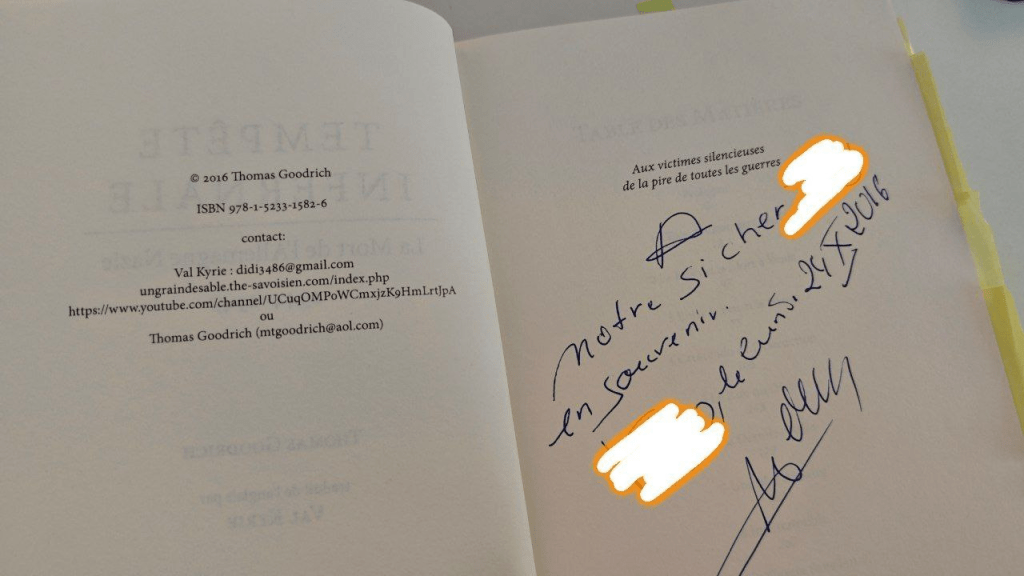 © 2016 Thomas Goodrich
ISBN 978-1-5233-1582-6
contact:
Val Kyrie : didi3486@gmail.com
ungraindesable.the-savoisien.com/index.php
https://www.youtube.com/channel/UCuqOMPoWCmxjzK9HmLrtJpA
ou
Thomas Goodrich (mtgoodrich@aol.com)
Aux victimes silencieuses
de la pire de toutes les guerres
A
notre si cher
en souvenir.
, le lundi 24 X 2016